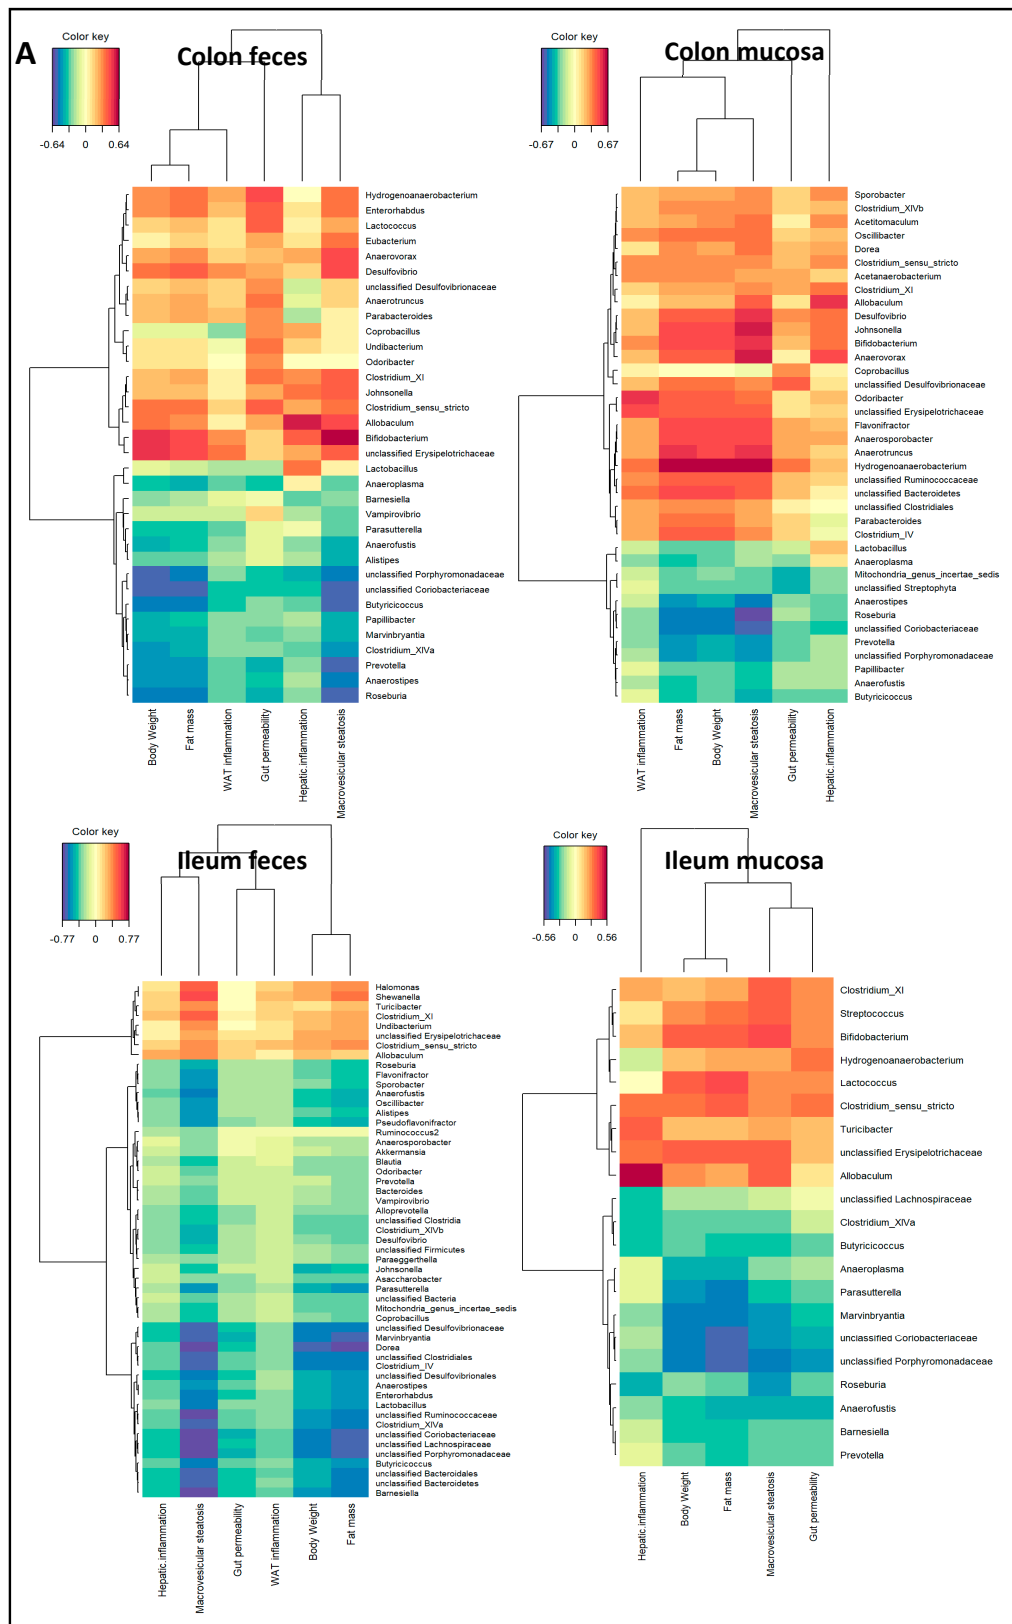 A
Color key
-0.64 0 0.64
Colon feces
Hydrogenoanaerobacterium
Enterorhabdus
Lactococcus
Eubacterium
Anaerovorax
Desulfovibrio
unclassified Desulfovibrionaceae
Anaerotruncus
Parabacteroides
Coprobacillus
Undibacterium
Odoribacter
Clostridium_XI
Johnsonella
Clostridium_sensu_stricto
Allobaculum
Bifidobacterium
unclassified Erysipelotrichaceae
Lactobacillus
Anaeroplasma
Barnesiella
Vampirovibrio
Parasutterella
Anaerofustis
Alistipes
unclassified Porphyromonadaceae
unclassified Coriobacteriaceae
Butyricicoccus
Papillibacter
Marvinbryantia
Clostridium_XIVa
Prevotella
Anaerostipes
Roseburia
Body Weight
Fat mass
WAT inflammation
Gut permeability
Hepatic.inflammation
Macrovesicular steatosis
Color key
-0.67 0 0.67
Colon mucosa
Sporobacter
Clostridium_XIVb
Acetitomaculum
Oscillibacter
Dorea
Clostridium_sensu_stricto
Acetanaerobacterium
Clostridium_XI
Allobaculum
Desulfovibrio
Johnsonella
Bifidobacterium
Anaerovorax
Coprobacillus
unclassified Desulfovibrionaceae
Odoribacter
unclassified Erysipelotrichaceae
Flavonifractor
Anaerosporobacter
Anaerotruncus
Hydrogenoanaerobacterium
unclassified Ruminococcaceae
unclassified Bacteroidetes
unclassified Clostridiales
Parabacteroides
Clostridium_IV
Lactobacillus
Anaeroplasma
Mitochondria_genus_incertae_sedis
unclassified Streptophyta
Anaerostipes
Roseburia
unclassified Coriobacteriaceae
Prevotella
unclassified Porphyromonadaceae
Papillibacter
Anaerofustis
Butyricicoccus
WAT inflammation
Fat mass
Body Weight
Macrovesicular steatosis
Gut permeability
Hepatic.inflammation
Color key
-0.77 0 0.77
Ileum feces
Halomonas
Shewanella
Turicibacter
Clostridium_XI
Undibacterium
unclassified Erysipelotrichaceae
Clostridium_sensu_stricto
Allobaculum
Roseburia
Flavonifractor
Sporobacter
Anaerofustis
Oscillibacter
Alistipes
Pseudoflavonifractor
Ruminococcus2
Anaerosporobacter
Akkermansia
Blautia
Odoribacter
Prevotella
Bacteroides
Vampirovibrio
Alloprevotella
unclassified Clostridia
Clostridium_XIVb
Desulfovibrio
unclassified Firmicutes
Paraeggerthella
Johnsonella
Asaccharobacter
Parasutterella
unclassified Bacteria
Mitochondria_genus_incertae_sedis
Coprobacillus
unclassified Desulfovibrionaceae
Marvinbryantia
Dorea
unclassified Clostridiales
Clostridium_IV
unclassified Desulfovibrionales
Anaerostipes
Enterorhabdus
Lactobacillus
unclassified Ruminococcaceae
Clostridium_XIVa
unclassified Coriobacteriaceae
unclassified Lachnospiraceae
unclassified Porphyromonadaceae
Butyricicoccus
unclassified Bacteroidales
unclassified Bacteroidetes
Barnesiella
Hepatic.inflammation
Macrovesicular steatosis
Gut permeability
WAT inflammation
Body Weight
Fat mass
Color key
-0.56 0 0.56
Ileum mucosa
Clostridium_XI
Streptococcus
Bifidobacterium
Hydrogenoanaerobacterium
Lactococcus
Clostridium_sensu_stricto
Turicibacter
unclassified Erysipelotrichaceae
Allobaculum
unclassified Lachnospiraceae
Clostridium_XIVa
Butyricicoccus
Anaeroplasma
Parasutterella
Marvinbryantia
unclassified Coriobacteriaceae
unclassified Porphyromonadaceae
Roseburia
Anaerofustis
Barnesiella
Prevotella
Hepatic.inflammation
Body Weight
Fat mass
Macrovesicular steatosis
Gut permeability